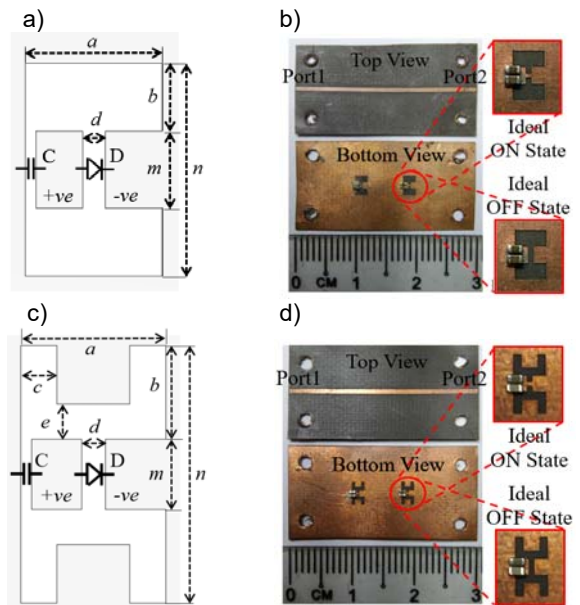 a)
a
b
d
C
D
m
n
+ve
-ve
b)
Top View
Port1
Port2
Bottom View
Ideal
ON State
Ideal
OFF State
0 CM 1 2 3
c)
a
c
b
e
d
C
D
m
n
+ve
-ve
d)
Top View
Port1
Port2
Bottom View
Ideal
ON State
Ideal
OFF State
0 CM 1 2 3